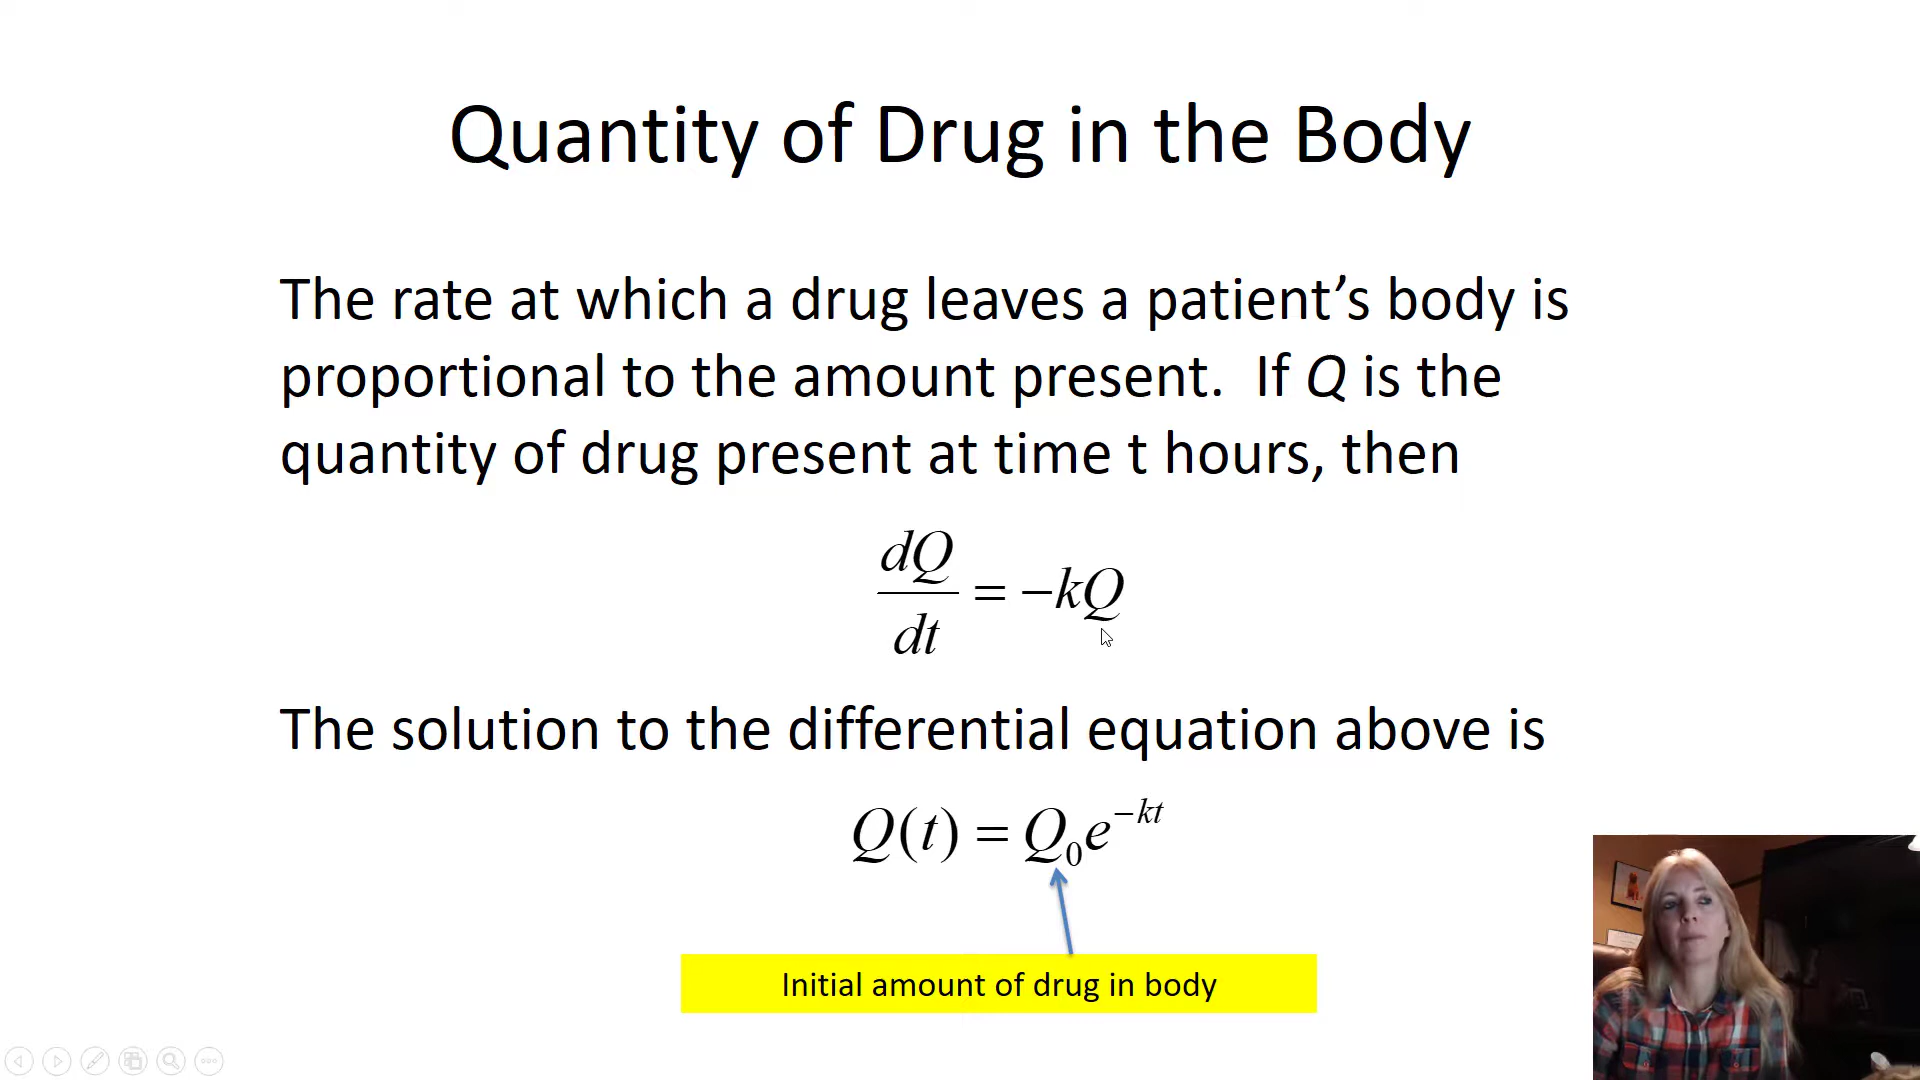 Quantity of Drug in the Body
The rate at which a drug leaves a patient’s body is
proportional to the amount present.  If Q is the
quantity of drug present at time t hours, then
dQ/dt = −kQ
The solution to the differential equation above is
Q(t) = Q₀e^{−kt}
Initial amount of drug in body